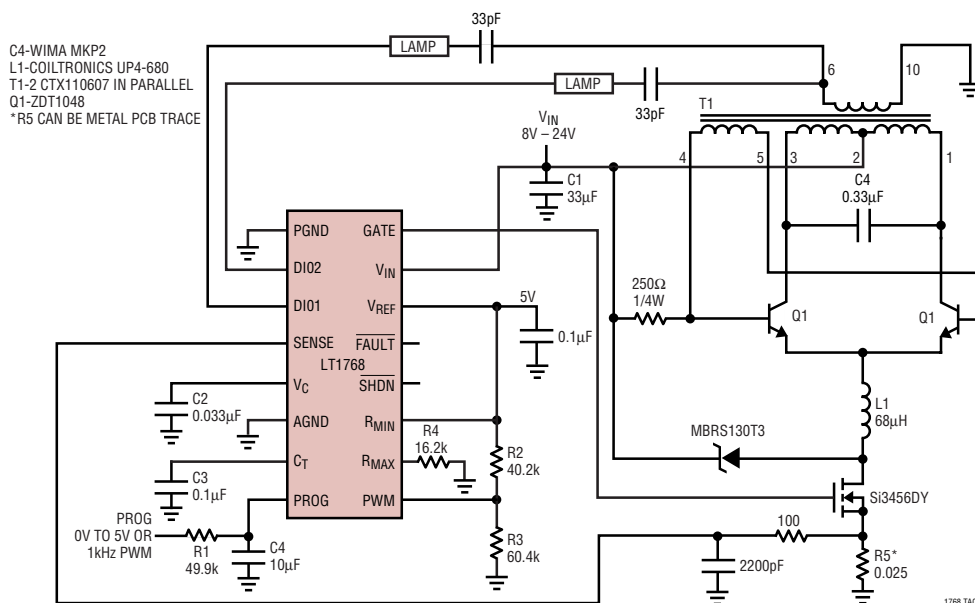 C4-WIMA MKP2
L1-COILTRONICS UP4-680
T1-2 CTX110607 IN PARALLEL
Q1-ZDT1048
*R5 CAN BE METAL PCB TRACE
33pF
LAMP
LAMP
33pF
6
10
T1
VIN
8V – 24V
4
5
3
2
1
C1
33µF
C4
0.33µF
PGND
GATE
DI02
VIN
DI01
VREF
5V
SENSE
FAULT
0.1µF
LT1768
VC
SHDN
C2
0.033µF
AGND
RMIN
CT
RMAX
R4
16.2k
R2
40.2k
C3
0.1µF
PROG
PWM
PROG
0V TO 5V OR
1kHz PWM
R1
49.9k
C4
10µF
R3
60.4k
250Ω
1/4W
Q1
Q1
L1
68µH
MBRS130T3
Si3456DY
100
2200pF
R5*
0.025